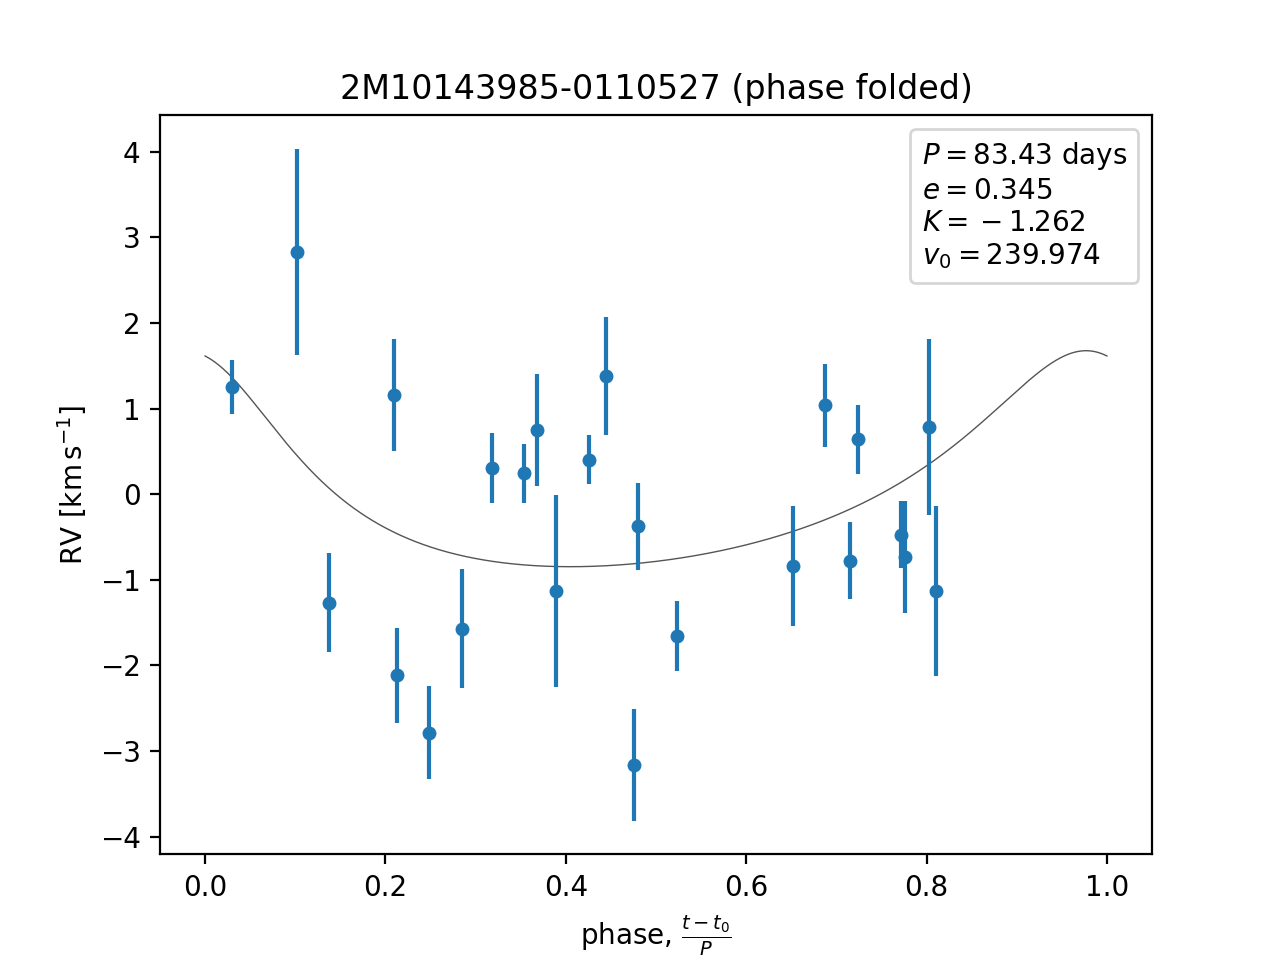 2M10143985-0110527 (phase folded)
P = 83.43 days
e = 0.345
K = −1.262
v₀ = 239.974
4
3
2
1
0
−1
−2
−3
−4
RV [km s⁻¹]
0.0 0.2 0.4 0.6 0.8 1.0
phase, (t − t₀)/P